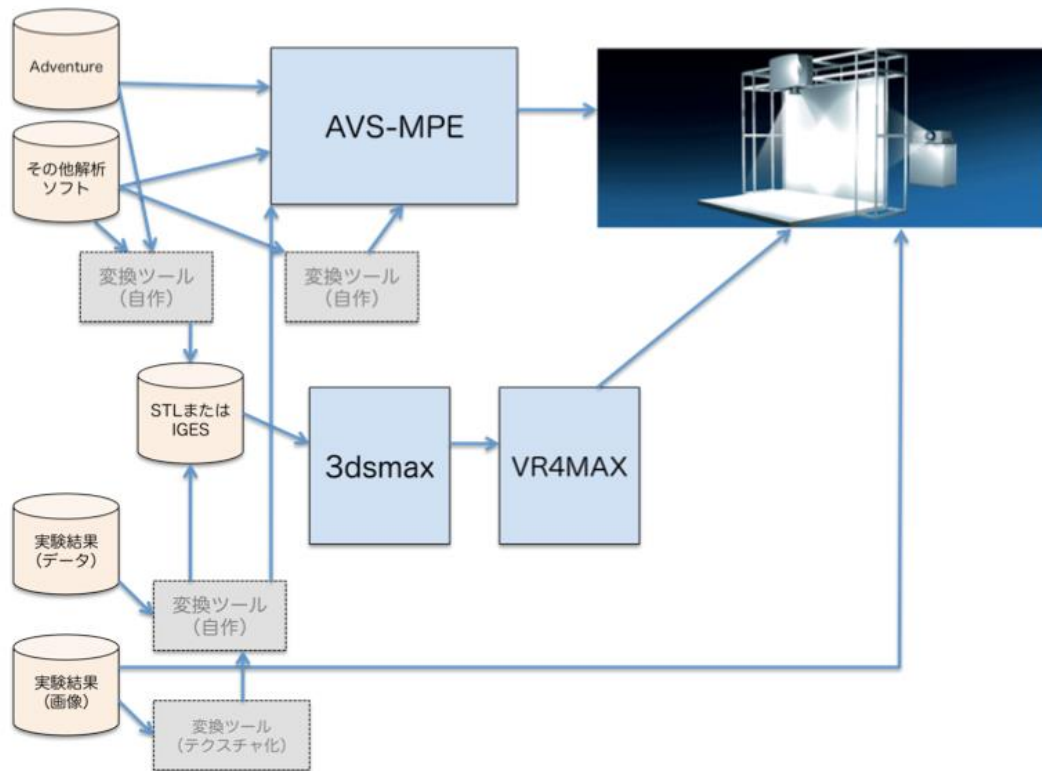 Adventure
AVS-MPE
その他解析
ソフト
変換ツール
（自作）
変換ツール
（自作）
STLまたは
IGES
3dsmax
VR4MAX
実験結果
（データ）
変換ツール
（自作）
実験結果
（画像）
変換ツール
（テクスチャ化）